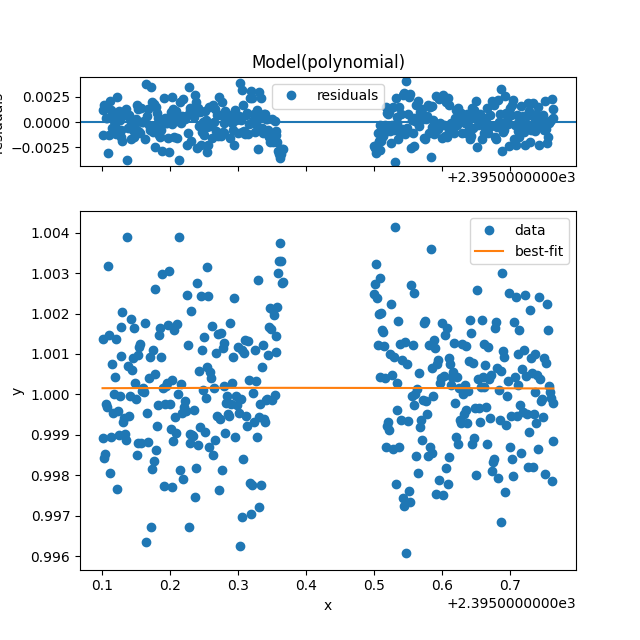 Model(polynomial)
residuals
0.0025
0.0000
−0.0025
residuals
+2.3950000000e3
1.004
1.003
1.002
1.001
1.000
0.999
0.998
0.997
0.996
y
data
best-fit
0.1 0.2 0.3 0.4 0.5 0.6 0.7
x
+2.3950000000e3